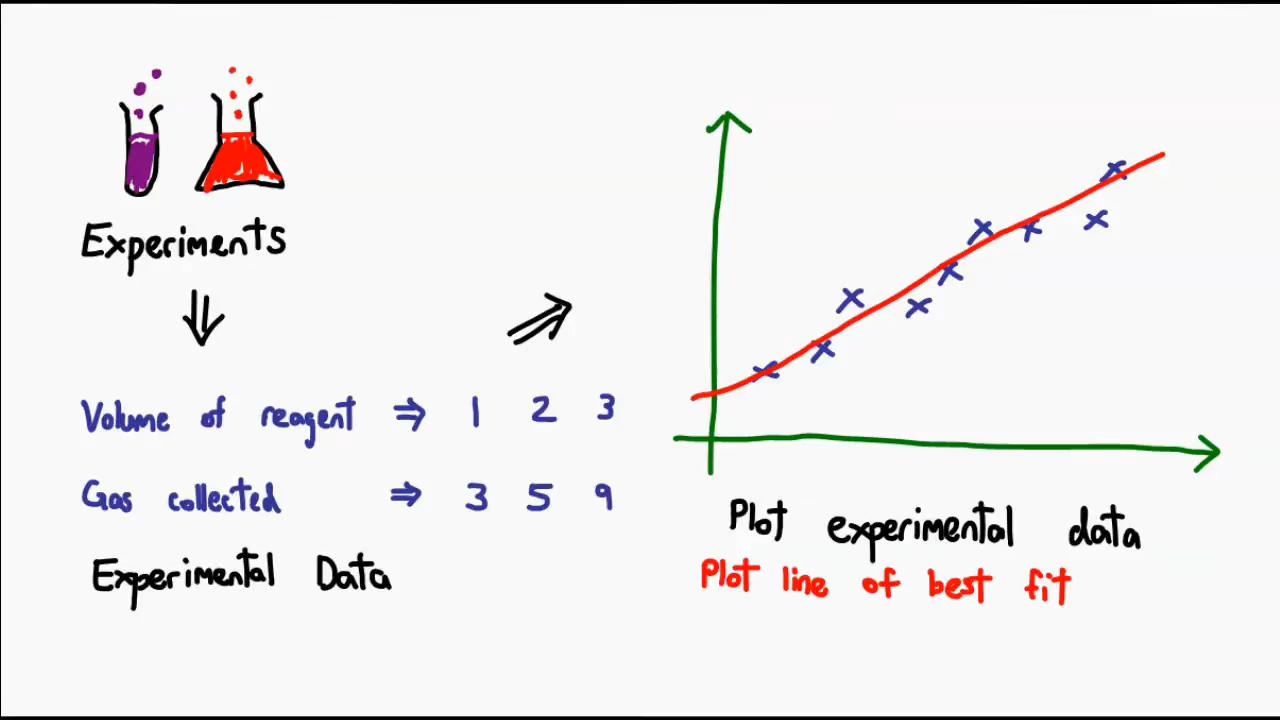 Experiments
Volume of reagent ⇒ 1 2 3
Gas collected ⇒ 3 5 9
Experimental Data
Plot experimental data
Plot line of best fit